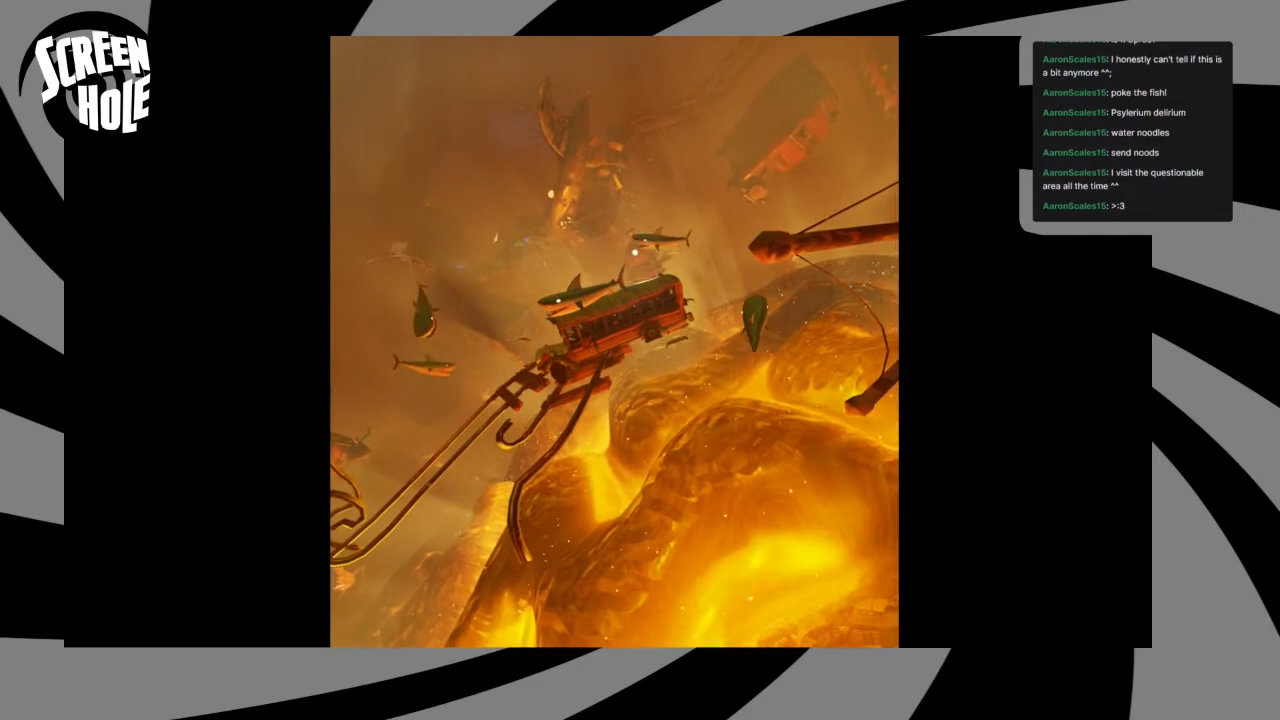 SCREEN
HOLE
AaronScales15: I honestly can't tell if this is
a bit anymore ^^;
AaronScales15: poke the fish!
AaronScales15: Psylerium delirium
AaronScales15: water noodles
AaronScales15: send noods
AaronScales15: I visit the questionable
area all the time ^^
AaronScales15: >:3